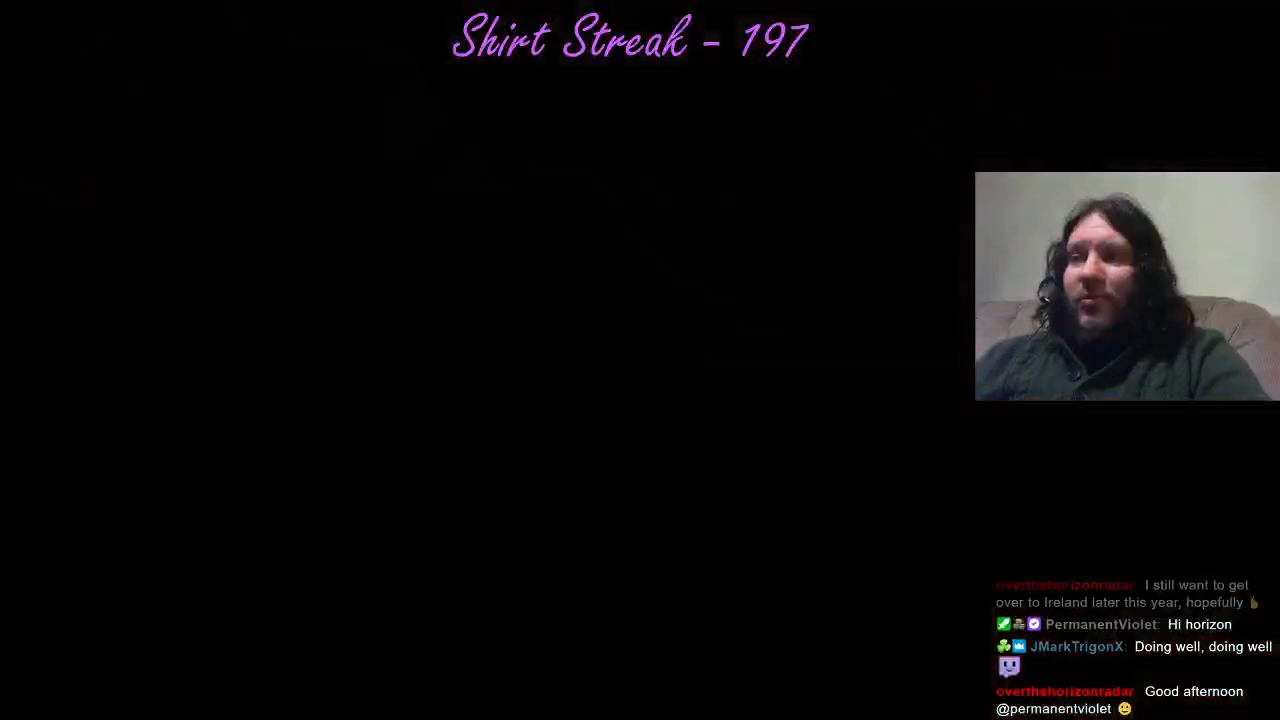 Shirt Streak - 197
overthehorizonradar I still want to get
over to Ireland later this year, hopefully
PermanentViolet: Hi horizon
JMarkTrigonX: Doing well, doing well
overthehorizonradar Good afternoon
@permanentviolet